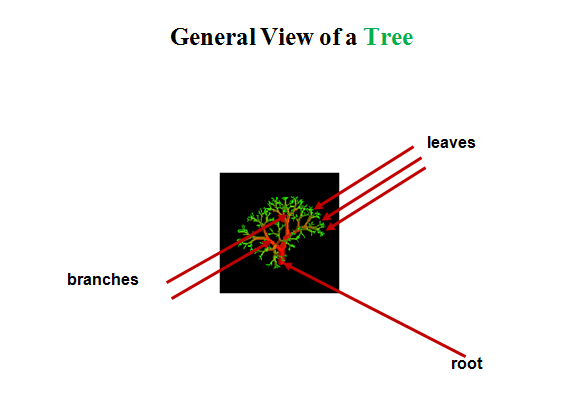 General View of a Tree
leaves
branches
root